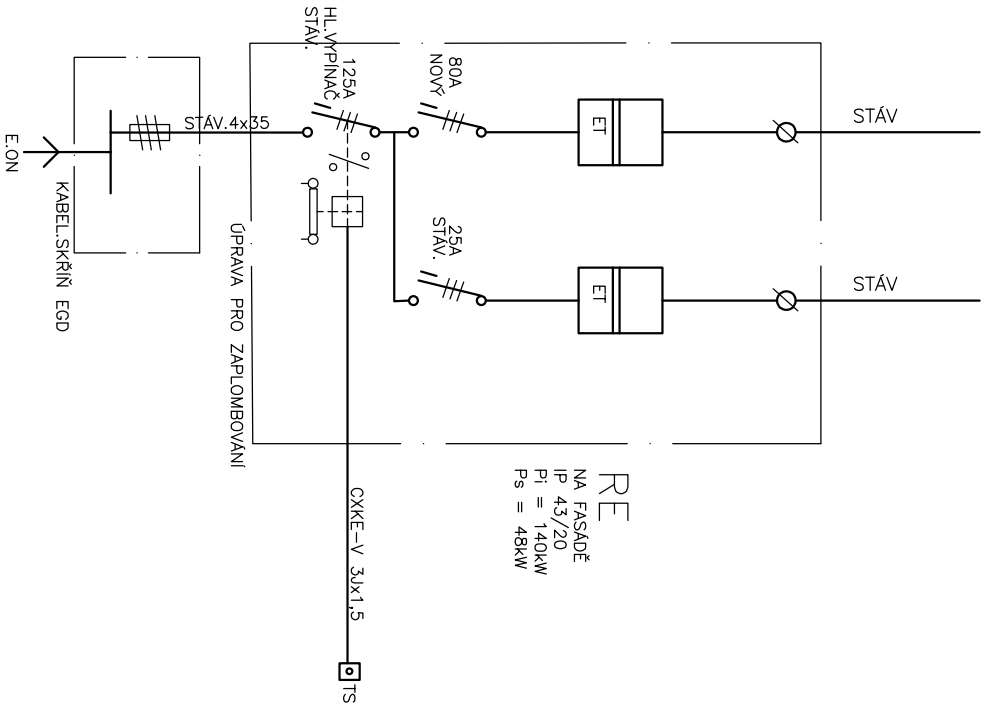 E.ON
KABEL.SKŘÍŇ EGD
STÁV.4x35
ÚPRAVA PRO ZAPLOMBOVÁNÍ
125A
HL.VYPÍNAČ
STÁV.
80A
NOVÝ
25A
STÁV.
ET
ET
STÁV
STÁV
RE
NA FASÁDĚ
IP 43/20
Pi = 140kW
Ps = 48kW
CXKE-V 3Jx1,5
TS